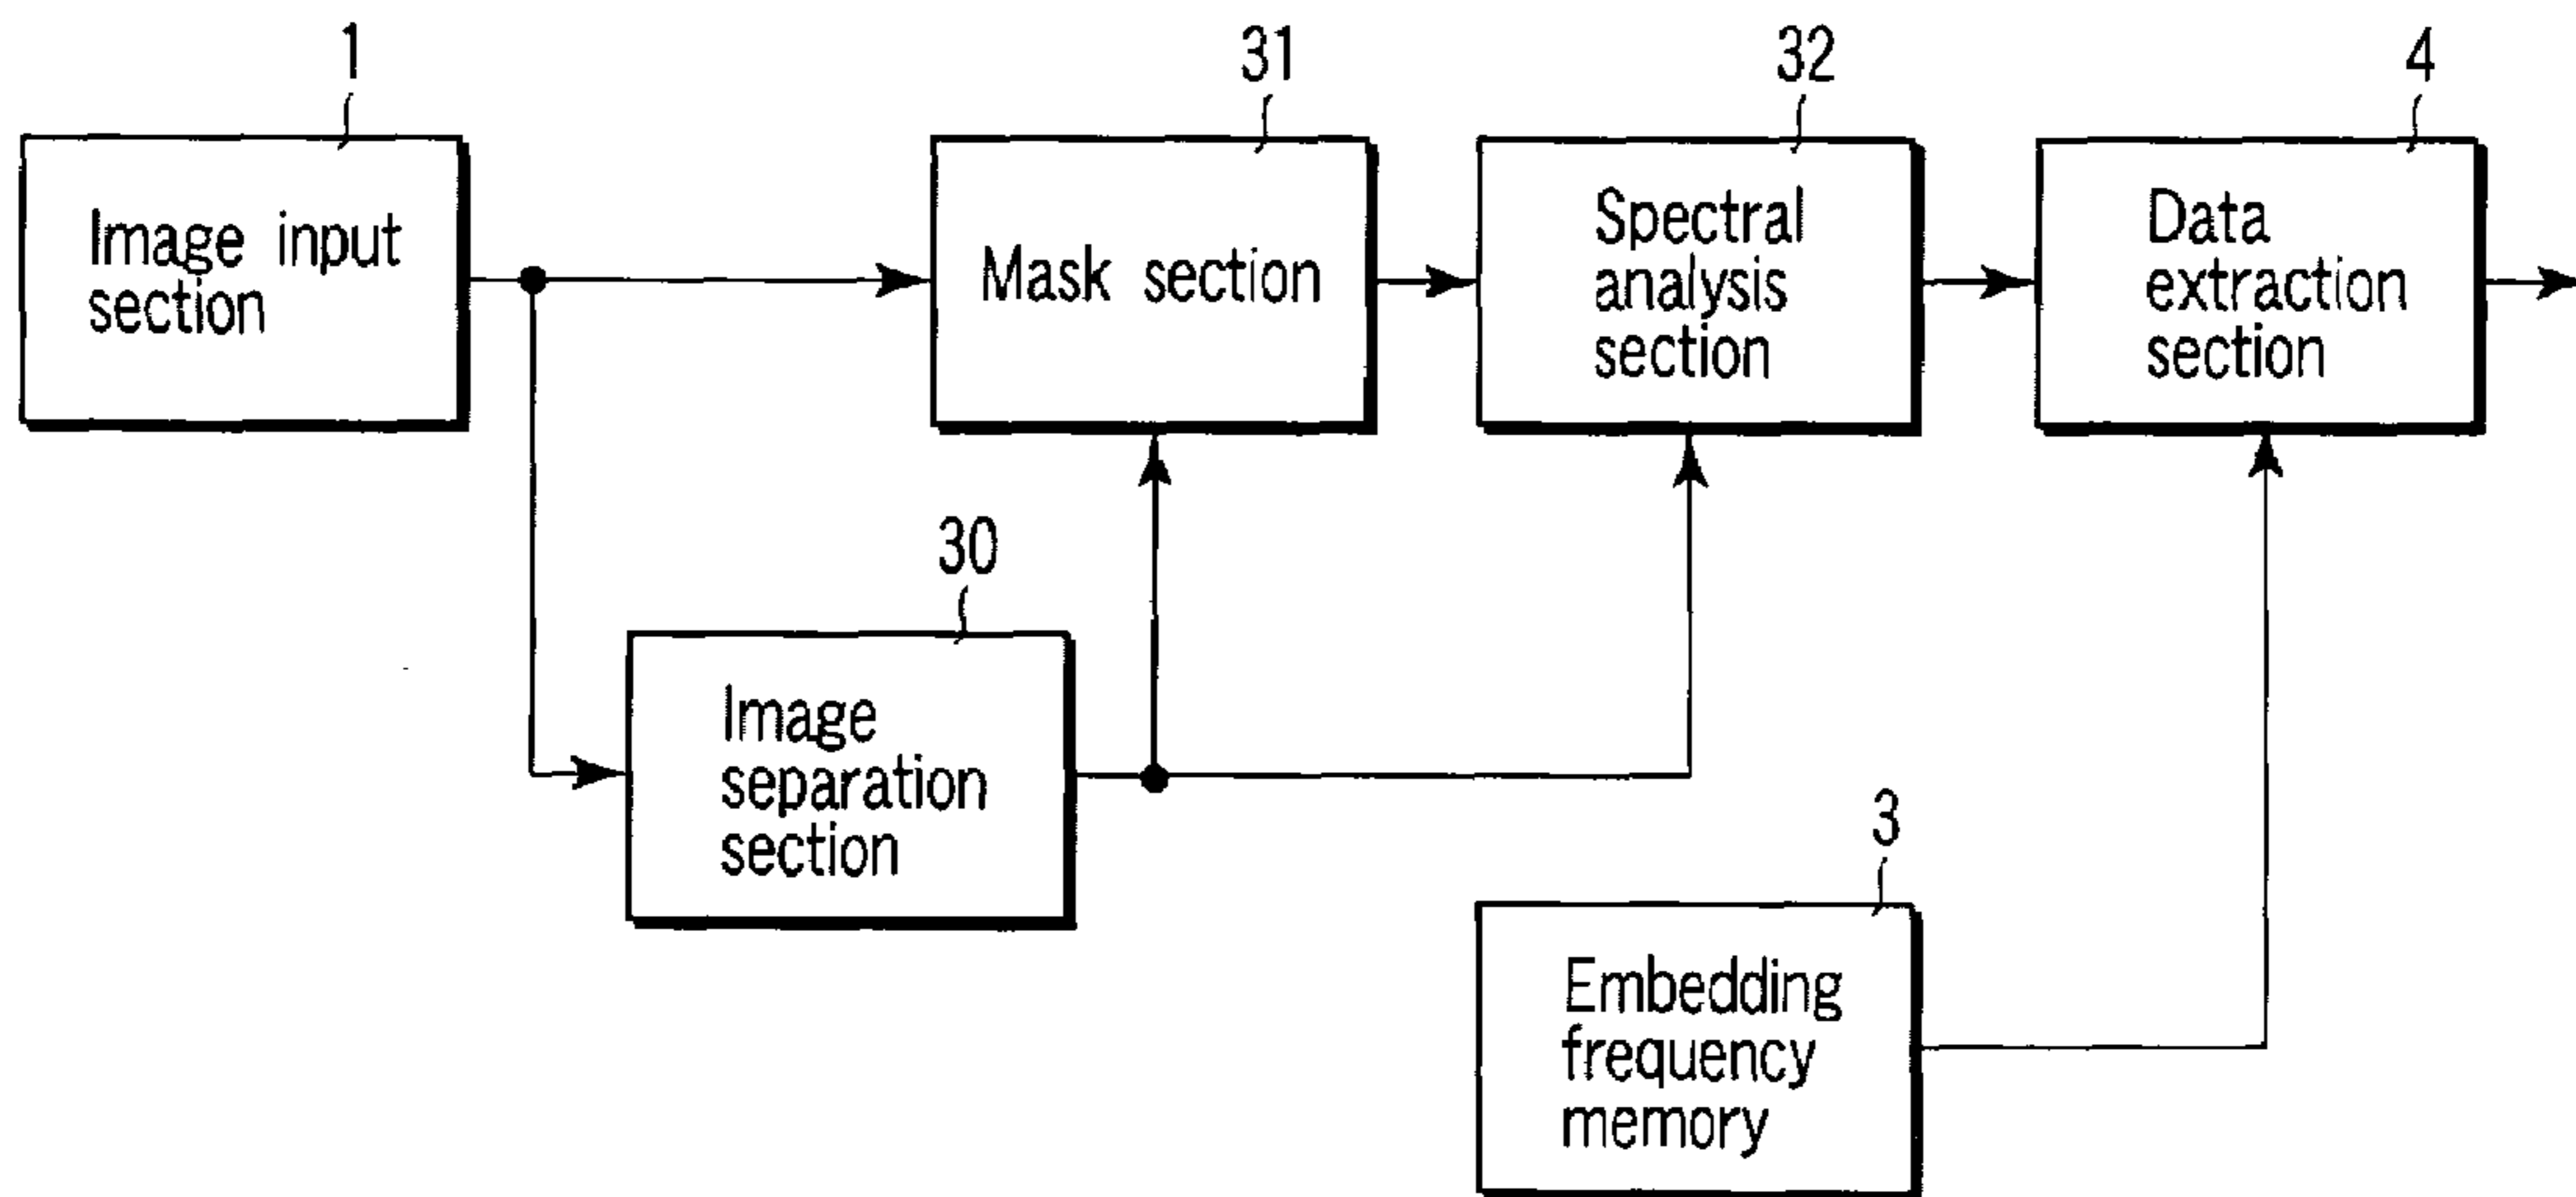 1
Image input
section
31
Mask section
32
Spectral
analysis
section
4
Data
extraction
section
30
Image
separation
section
3
Embedding
frequency
memory